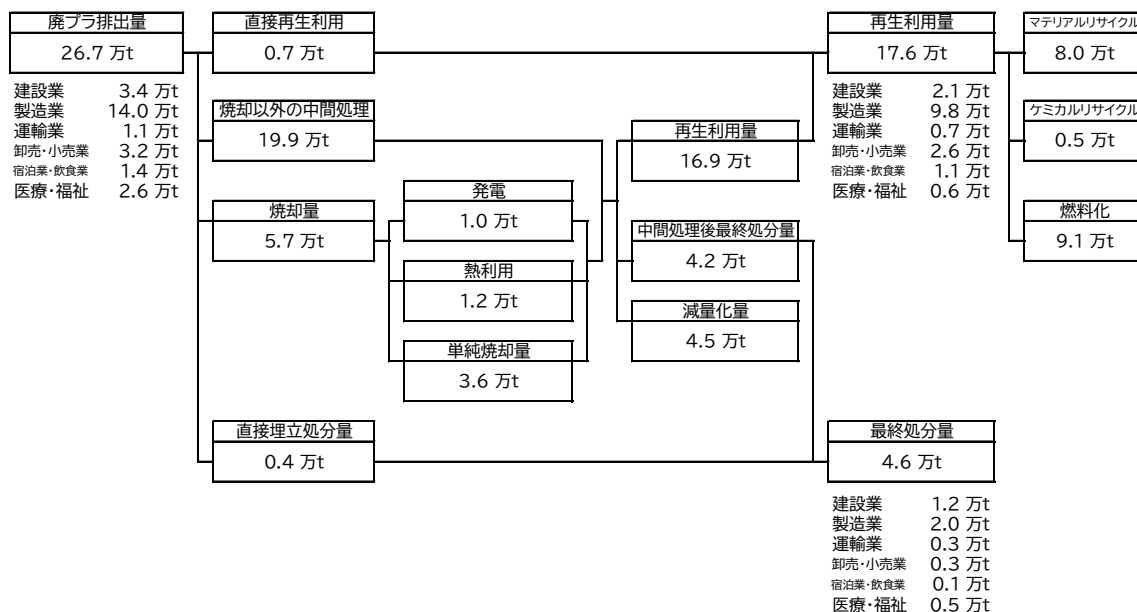 廃プラ排出量
26.7 万t
建設業 3.4 万t
製造業 14.0 万t
運輸業 1.1 万t
卸売・小売業 3.2 万t
宿泊業・飲食業 1.4 万t
医療・福祉 2.6 万t
直接再生利用
0.7 万t
焼却以外の中間処理
19.9 万t
焼却量
5.7 万t
直接埋立処分量
0.4 万t
発電
1.0 万t
熱利用
1.2 万t
単純焼却量
3.6 万t
再生利用量
16.9 万t
中間処理後最終処分量
4.2 万t
減量化量
4.5 万t
再生利用量
17.6 万t
建設業 2.1 万t
製造業 9.8 万t
運輸業 0.7 万t
卸売・小売業 2.6 万t
宿泊業・飲食業 1.1 万t
医療・福祉 0.6 万t
マテリアルリサイクル
8.0 万t
ケミカルリサイクル
0.5 万t
燃料化
9.1 万t
最終処分量
4.6 万t
建設業 1.2 万t
製造業 2.0 万t
運輸業 0.3 万t
卸売・小売業 0.3 万t
宿泊業・飲食業 0.1 万t
医療・福祉 0.5 万t